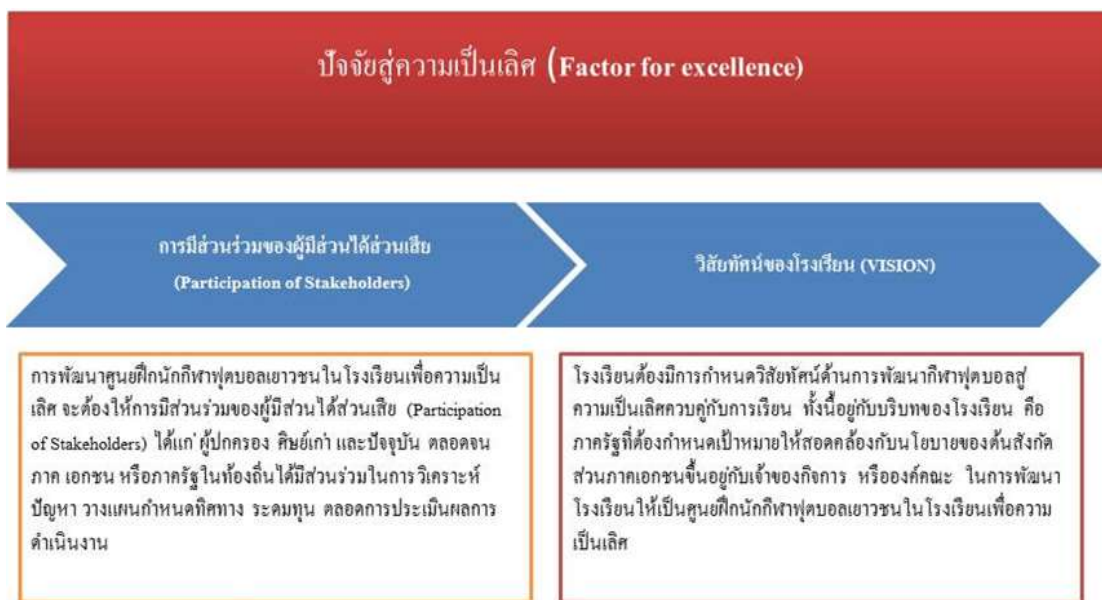 ปัจจัยสู่ความเป็นเลิศ (Factor for excellence)
การมีส่วนร่วมของผู้มีส่วนได้ส่วนเสีย
(Participation of Stakeholders)
วิสัยทัศน์ของโรงเรียน (VISION)
การพัฒนาศูนยฝึกนักกีฬาฟุตบอลเยาวชนในโรงเรียนเพื่อความเป็น
เลิศ จะต้องให้การมีส่วนร่วมของผู้มีส่วนได้ส่วนเสีย (Participation
of Stakeholders) ได้แก่ ผู้ปกครอง ศิษย์เก่า และปัจจุบัน ตลอดจน
ภาค เอกชน หรือภาครัฐในท้องถิ่นได้มีส่วนร่วมในการวิเคราะห์
ปัญหา วางแผนกำหนดทิศทาง ระดมทุน ตลอดการประเมินผลการ
ดำเนินงาน
โรงเรียนต้องมีการกำหนดวิสัยทัศน์ด้านการพัฒนากีฬาฟุตบอลสู่
ความเป็นเลิศควบคู่กับการเรียน ทั้งนี้อยู่กับบริบทของโรงเรียน คือ
ภาครัฐที่ต้องกำหนดเป้าหมายให้สอดคล้องกับนโยบายของต้นสังกัด
ส่วนภาคเอกชนขึ้นอยู่กับเจ้าของกิจการ หรือองค์คณะ ในการพัฒนา
โรงเรียนให้เป็นศูนยฝึกนักกีฬาฟุตบอลเยาวชนในโรงเรียนเพื่อความ
เป็นเลิศ